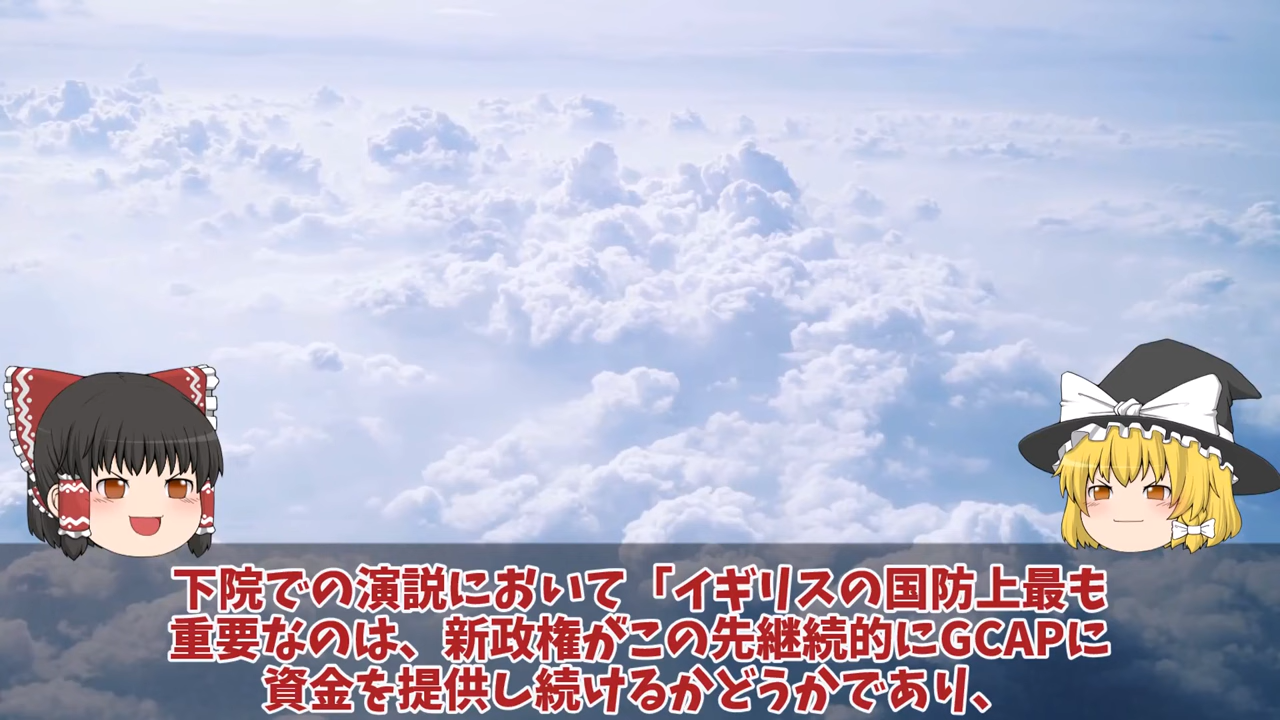 下院での演説において「イギリスの国防上最も
重要なのは、新政権がこの先継続的にGCAPに
資金を提供し続けるかどうかであり、